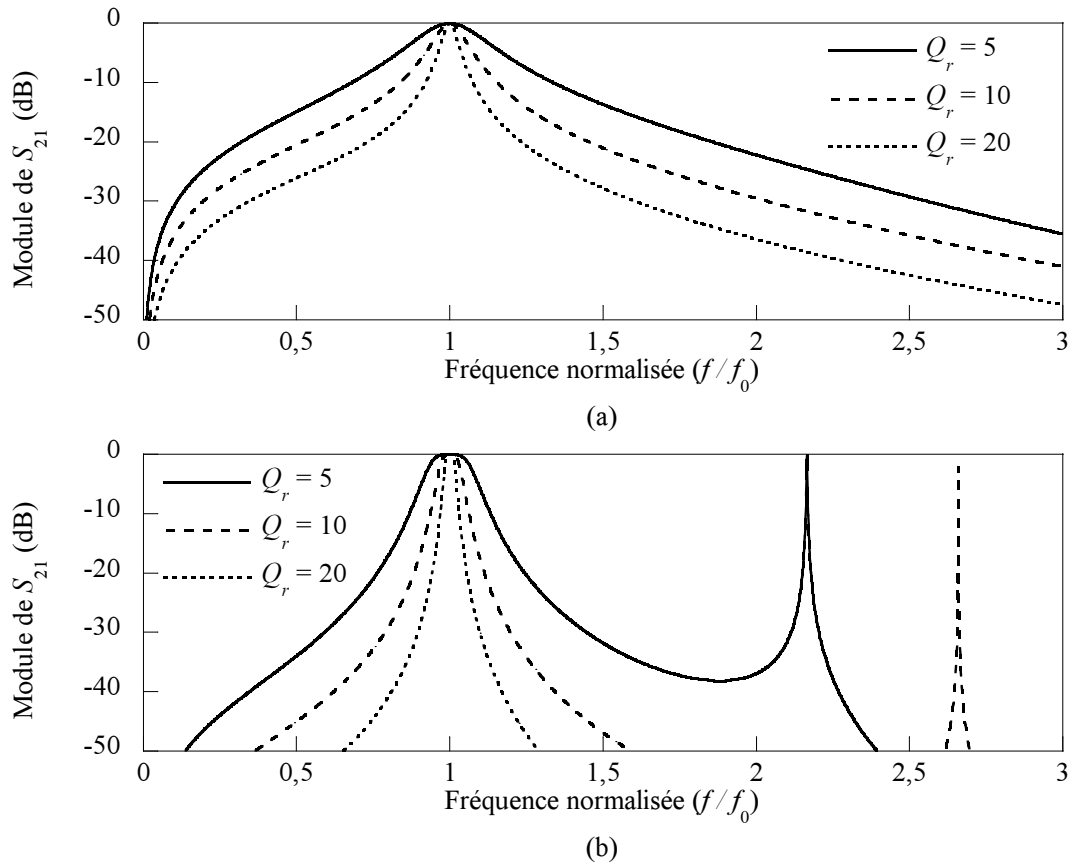 -0
-10
-20
-30
-40
-50
Module de S21 (dB)
Qr = 5
Qr = 10
Qr = 20
0 0,5 1 1,5 2 2,5 3
Fréquence normalisée (f/f0)
(a)
0
-10
-20
-30
-40
-50
Module de S21 (dB)
Qr = 5
Qr = 10
Qr = 20
0 0,5 1 1,5 2 2,5 3
Fréquence normalisée (f/f0)
(b)